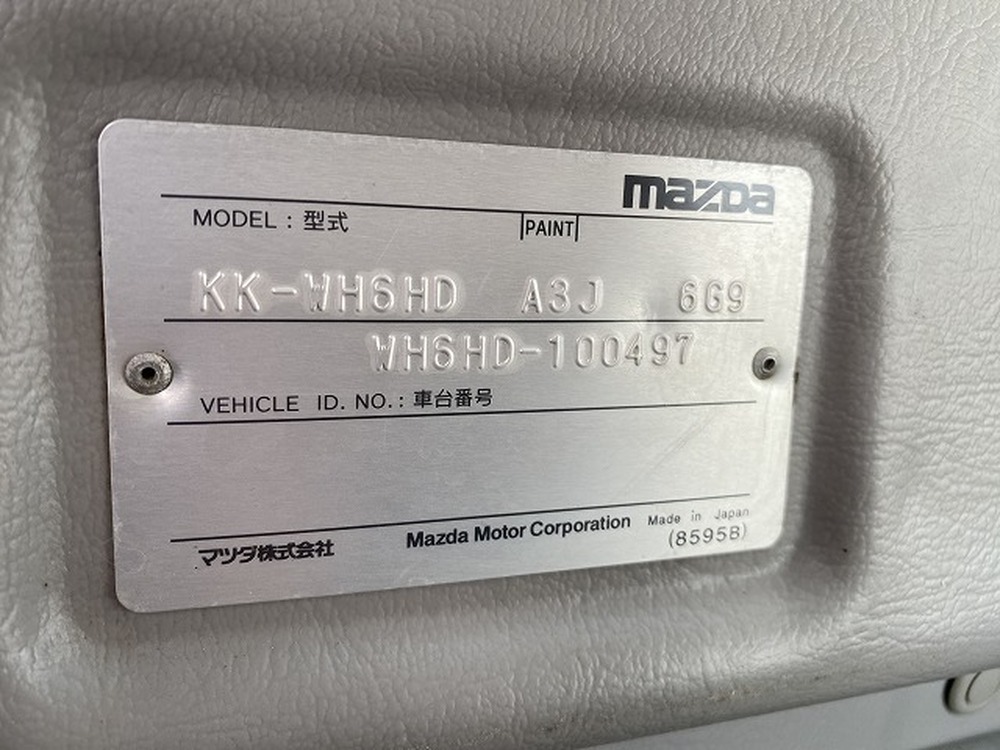 mazda
MODEL : 型式 PAINT
KK-WH6HD A3J 6G9
WH6HD-100497
VEHICLE ID. NO. : 車台番号
マツダ株式会社 Mazda Motor Corporation Made in Japan
(8595B)